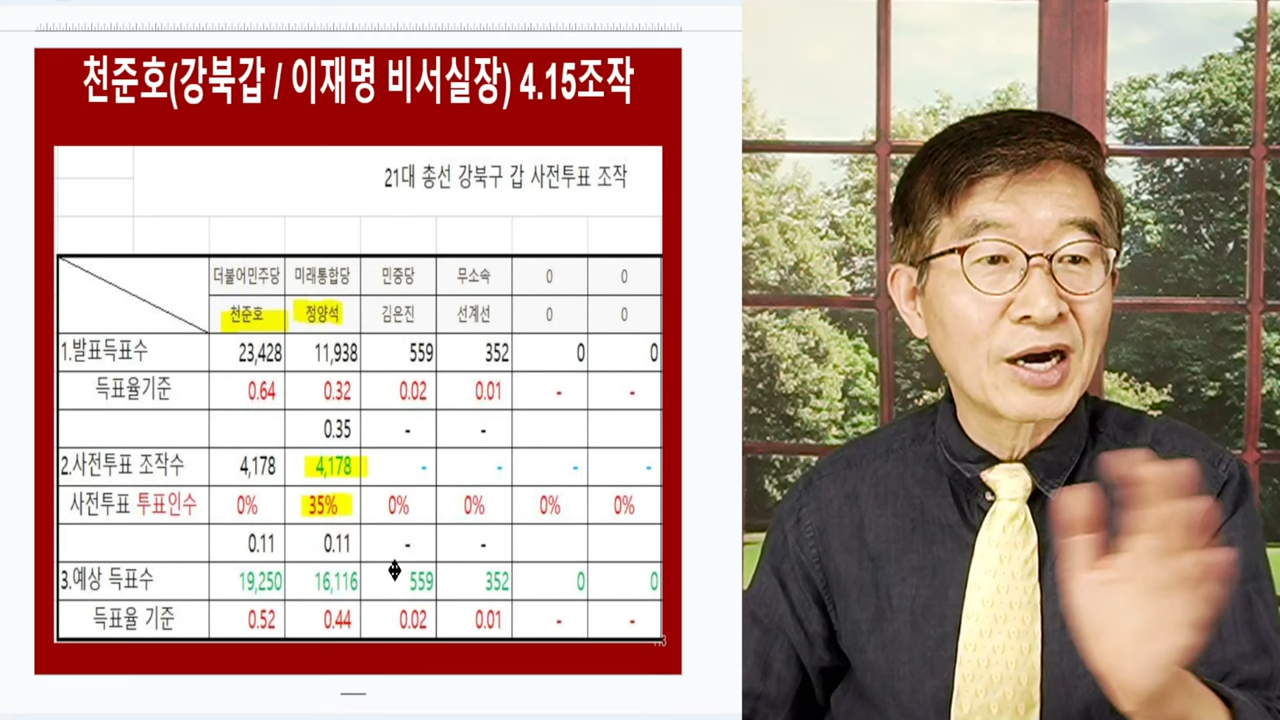 천준호(강북갑 / 이재명 비서실장) 4.15조작
21대 총선 강북구 갑 사전투표 조작
더불어민주당 미래통합당 민중당 무소속 0 0
천준호 정양석 김은진 선계선 0 0
1.발표득표수 23,428 11,938 559 352 0 0
득표율기준 0.64 0.32 0.02 0.01 - -
0.35 - -
2.사전투표 조작수 4,178 4,178 - - - -
사전투표 투표인수 0% 35% 0% 0% 0% 0%
0.11 0.11 - -
3.예상 득표수 19,250 16,116 559 352 0 0
득표율 기준 0.52 0.44 0.02 0.01 - -